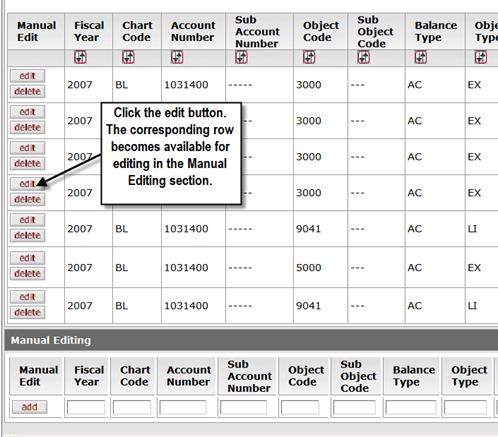 Manual Edit Fiscal Year Chart Code Account Number Sub Account Number Object Code Sub Object Code Balance Type Obje Typ
edit
delete 2007 BL 1031400 ----- 3000 --- AC EX
edit
delete 2007 3000 --- AC EX
edit
delete 2007 3000 --- AC EX
edit
delete 2007 3000 --- AC EX
edit
delete 2007 BL 1031400 ----- 9041 --- AC LI
edit
delete 2007 BL 1031400 ----- 5000 --- AC EX
edit
delete 2007 BL 1031400 ----- 9041 --- AC LI
Click the edit button.
The corresponding row
becomes available for
editing in the Manual
Editing section.
Manual Editing
Manual Edit Fiscal Year Chart Code Account Number Sub Account Number Object Code Sub Object Code Balance Type Object Type
add